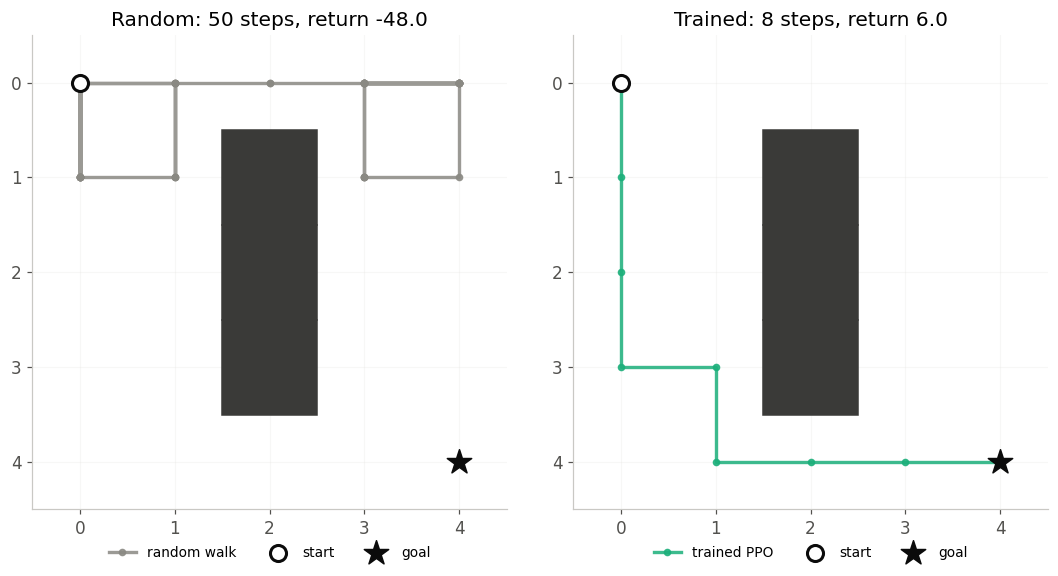 Random: 50 steps, return -48.0
0
1
2
3
4
0 1 2 3 4
random walk start goal
Trained: 8 steps, return 6.0
0
1
2
3
4
0 1 2 3 4
trained PPO start goal